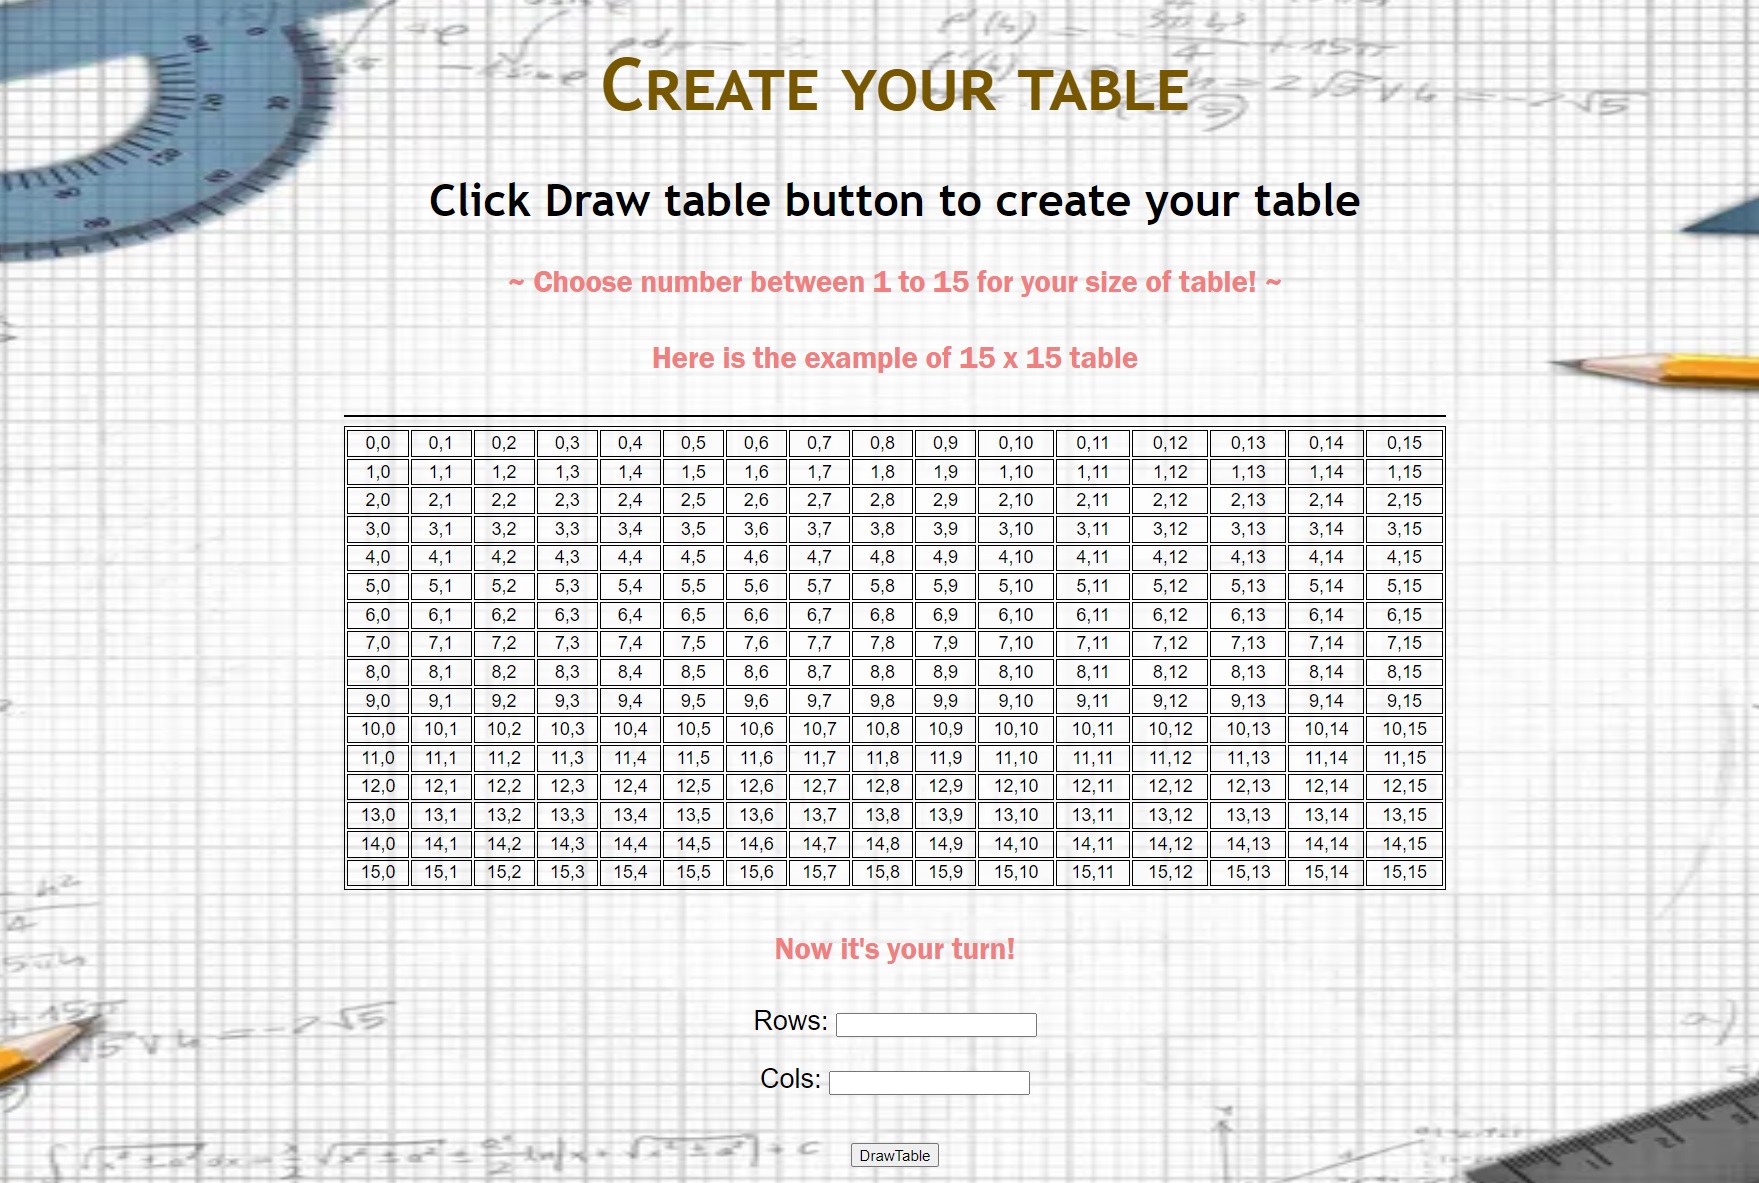 CREATE YOUR TABLE
Click Draw table button to create your table
~ Choose number between 1 to 15 for your size of table! ~
Here is the example of 15 x 15 table
0,0 0,1 0,2 0,3 0,4 0,5 0,6 0,7 0,8 0,9 0,10 0,11 0,12 0,13 0,14 0,15
1,0 1,1 1,2 1,3 1,4 1,5 1,6 1,7 1,8 1,9 1,10 1,11 1,12 1,13 1,14 1,15
2,0 2,1 2,2 2,3 2,4 2,5 2,6 2,7 2,8 2,9 2,10 2,11 2,12 2,13 2,14 2,15
3,0 3,1 3,2 3,3 3,4 3,5 3,6 3,7 3,8 3,9 3,10 3,11 3,12 3,13 3,14 3,15
4,0 4,1 4,2 4,3 4,4 4,5 4,6 4,7 4,8 4,9 4,10 4,11 4,12 4,13 4,14 4,15
5,0 5,1 5,2 5,3 5,4 5,5 5,6 5,7 5,8 5,9 5,10 5,11 5,12 5,13 5,14 5,15
6,0 6,1 6,2 6,3 6,4 6,5 6,6 6,7 6,8 6,9 6,10 6,11 6,12 6,13 6,14 6,15
7,0 7,1 7,2 7,3 7,4 7,5 7,6 7,7 7,8 7,9 7,10 7,11 7,12 7,13 7,14 7,15
8,0 8,1 8,2 8,3 8,4 8,5 8,6 8,7 8,8 8,9 8,10 8,11 8,12 8,13 8,14 8,15
9,0 9,1 9,2 9,3 9,4 9,5 9,6 9,7 9,8 9,9 9,10 9,11 9,12 9,13 9,14 9,15
10,0 10,1 10,2 10,3 10,4 10,5 10,6 10,7 10,8 10,9 10,10 10,11 10,12 10,13 10,14 10,15
11,0 11,1 11,2 11,3 11,4 11,5 11,6 11,7 11,8 11,9 11,10 11,11 11,12 11,13 11,14 11,15
12,0 12,1 12,2 12,3 12,4 12,5 12,6 12,7 12,8 12,9 12,10 12,11 12,12 12,13 12,14 12,15
13,0 13,1 13,2 13,3 13,4 13,5 13,6 13,7 13,8 13,9 13,10 13,11 13,12 13,13 13,14 13,15
14,0 14,1 14,2 14,3 14,4 14,5 14,6 14,7 14,8 14,9 14,10 14,11 14,12 14,13 14,14 14,15
15,0 15,1 15,2 15,3 15,4 15,5 15,6 15,7 15,8 15,9 15,10 15,11 15,12 15,13 15,14 15,15
Now it's your turn!
Rows:
Cols:
DrawTable